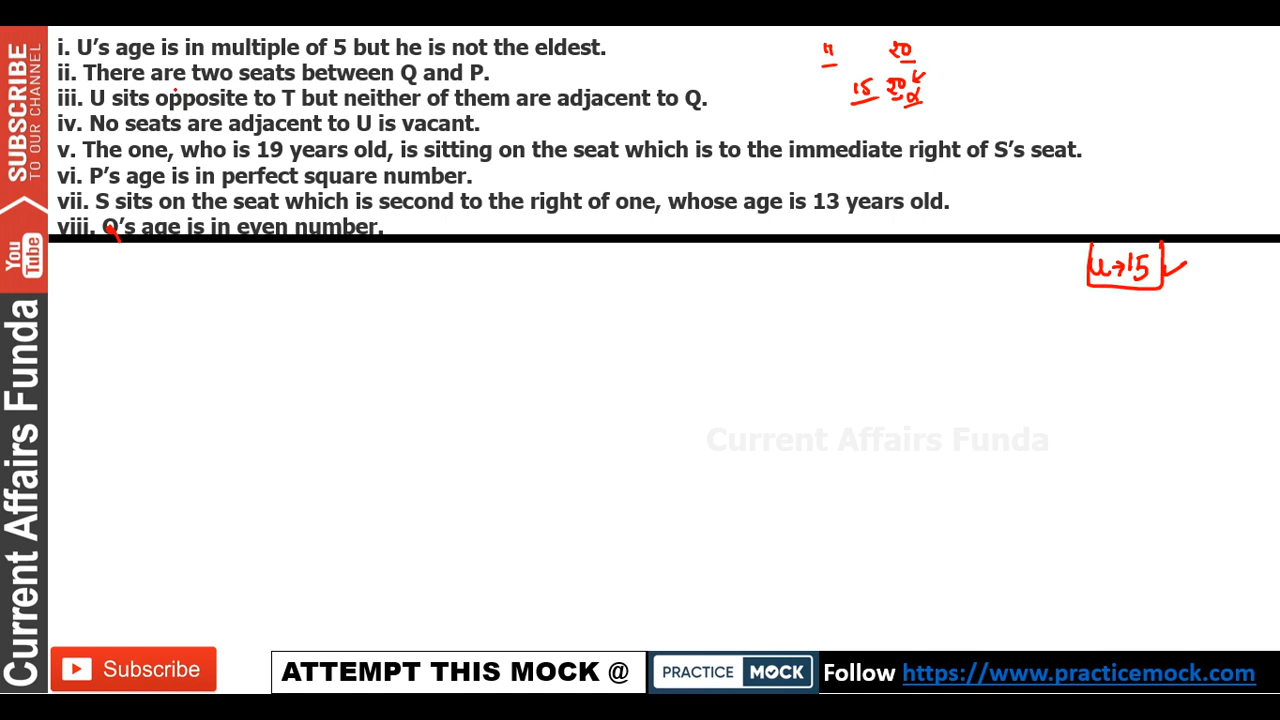 i. U’s age is in multiple of 5 but he is not the eldest.
ii. There are two seats between Q and P.
iii. U sits opposite to T but neither of them are adjacent to Q.
iv. No seats are adjacent to U is vacant.
v. The one, who is 19 years old, is sitting on the seat which is to the immediate right of S’s seat.
vi. P’s age is in perfect square number.
vii. S sits on the seat which is second to the right of one, whose age is 13 years old.
viii. Q’s age is in even number.
11 20
15 20
U→15
SUBSCRIBE
TO OUR CHANNEL
You Tube
Current Affairs Funda
Current Affairs Funda
Subscribe
ATTEMPT THIS MOCK @
PRACTICE MOCK
Follow https://www.practicemock.com